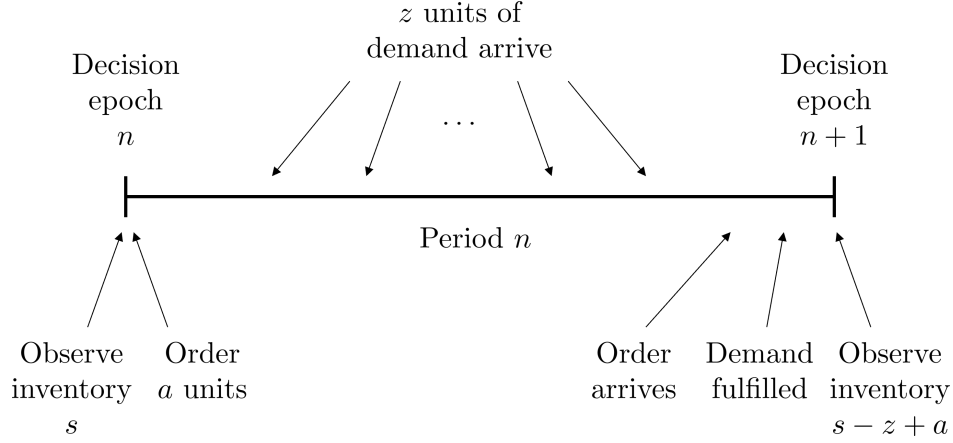 z units of
demand arrive
Decision
epoch
n
Decision
epoch
n + 1
...
Period n
Observe
inventory
s
Order
a units
Order
arrives
Demand
fulfilled
Observe
inventory
s − z + a